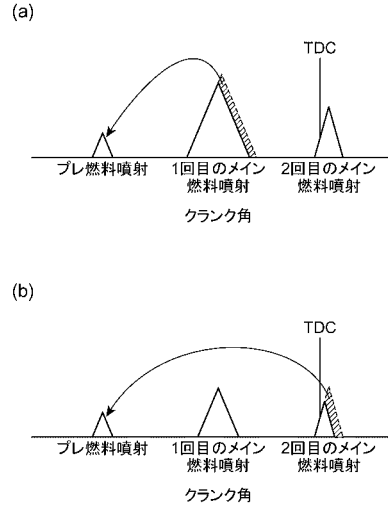 (a)
TDC
プレ燃料噴射 1回目のメイン 2回目のメイン
燃料噴射 燃料噴射
クランク角
(b)
TDC
プレ燃料噴射 1回目のメイン 2回目のメイン
燃料噴射 燃料噴射
クランク角